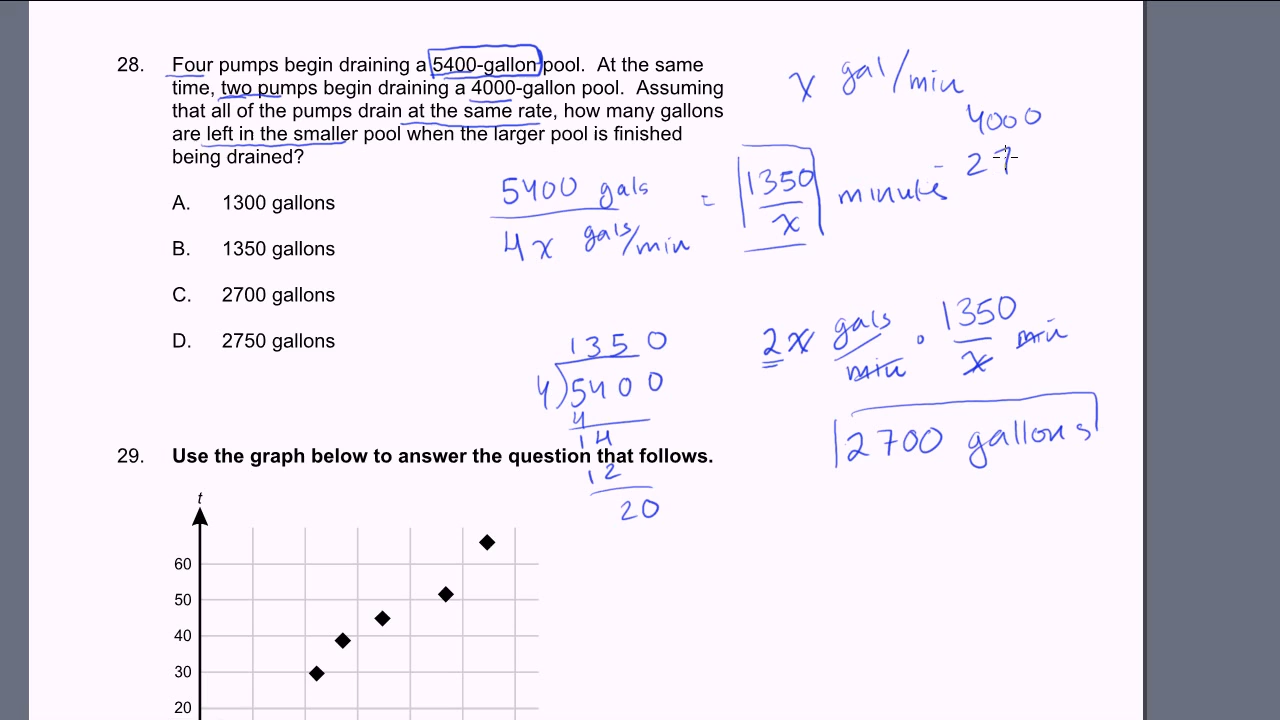 28. Four pumps begin draining a 5400-gallon pool. At the same
time, two pumps begin draining a 4000-gallon pool. Assuming
that all of the pumps drain at the same rate, how many gallons
are left in the smaller pool when the larger pool is finished
being drained?
A. 1300 gallons
B. 1350 gallons
C. 2700 gallons
D. 2750 gallons
x gal/min
4000
- 27
5400 gals
4x gals/min
=
1350
x
minutes
1350
4)5400
4
14
12
20
2x gals
min
·
1350
x
min
2700 gallons
29. Use the graph below to answer the question that follows.
t
60
50
40
30
20